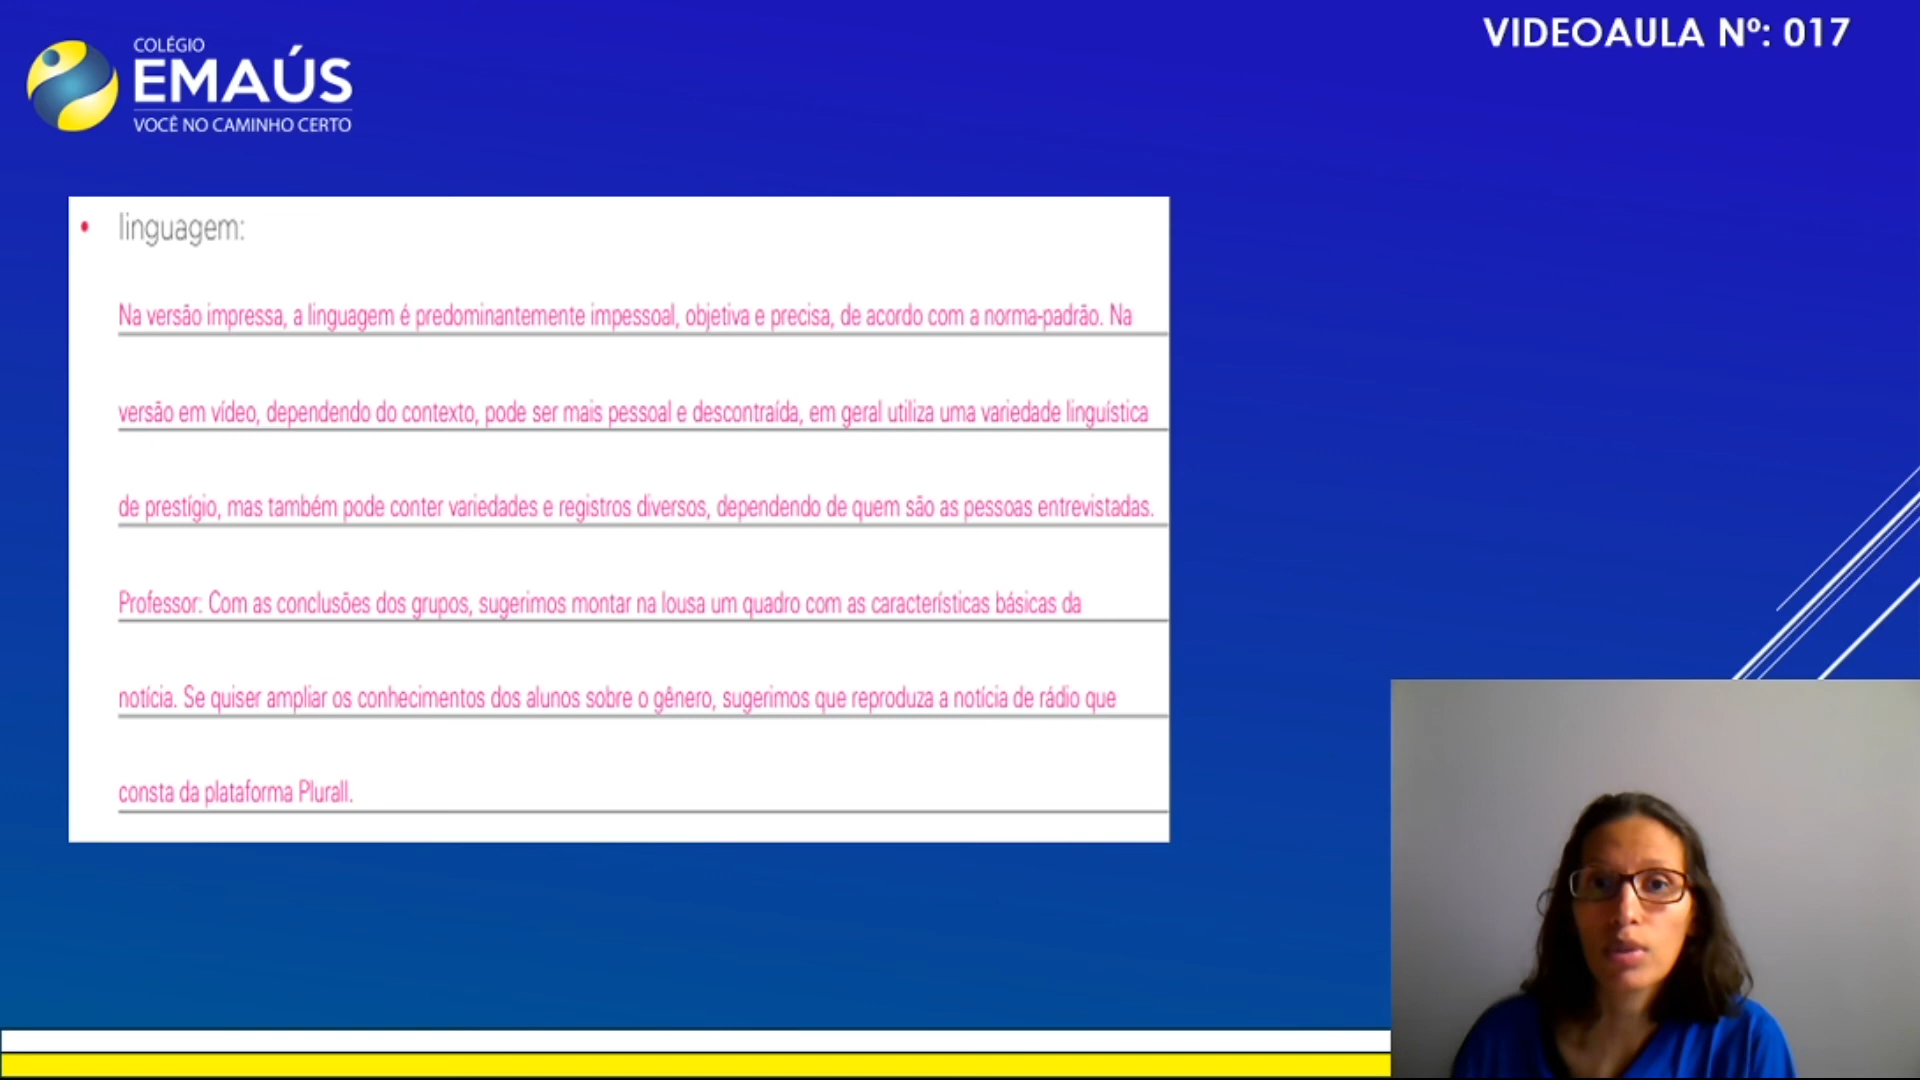 COLÉGIO
EMAÚS
VOCÊ NO CAMINHO CERTO
VIDEOAULA Nº: 017
• linguagem:
Na versão impressa, a linguagem é predominantemente impessoal, objetiva e precisa, de acordo com a norma-padrão. Na
versão em vídeo, dependendo do contexto, pode ser mais pessoal e descontraída, em geral utiliza uma variedade linguística
de prestígio, mas também pode conter variedades e registros diversos, dependendo de quem são as pessoas entrevistadas.
Professor: Com as conclusões dos grupos, sugerimos montar na lousa um quadro com as características básicas da
notícia. Se quiser ampliar os conhecimentos dos alunos sobre o gênero, sugerimos que reproduza a notícia de rádio que
consta da plataforma Plurall.